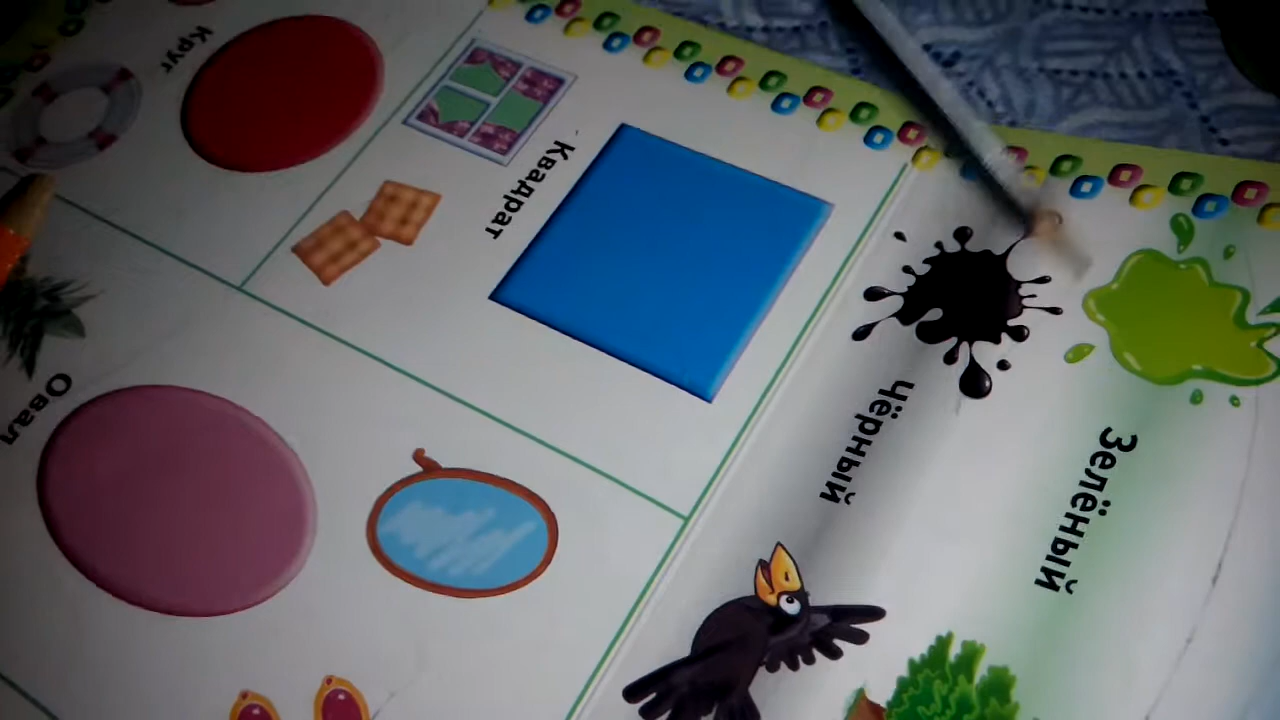 Круг
Квадрат
Овал
Чёрный
Зелёный